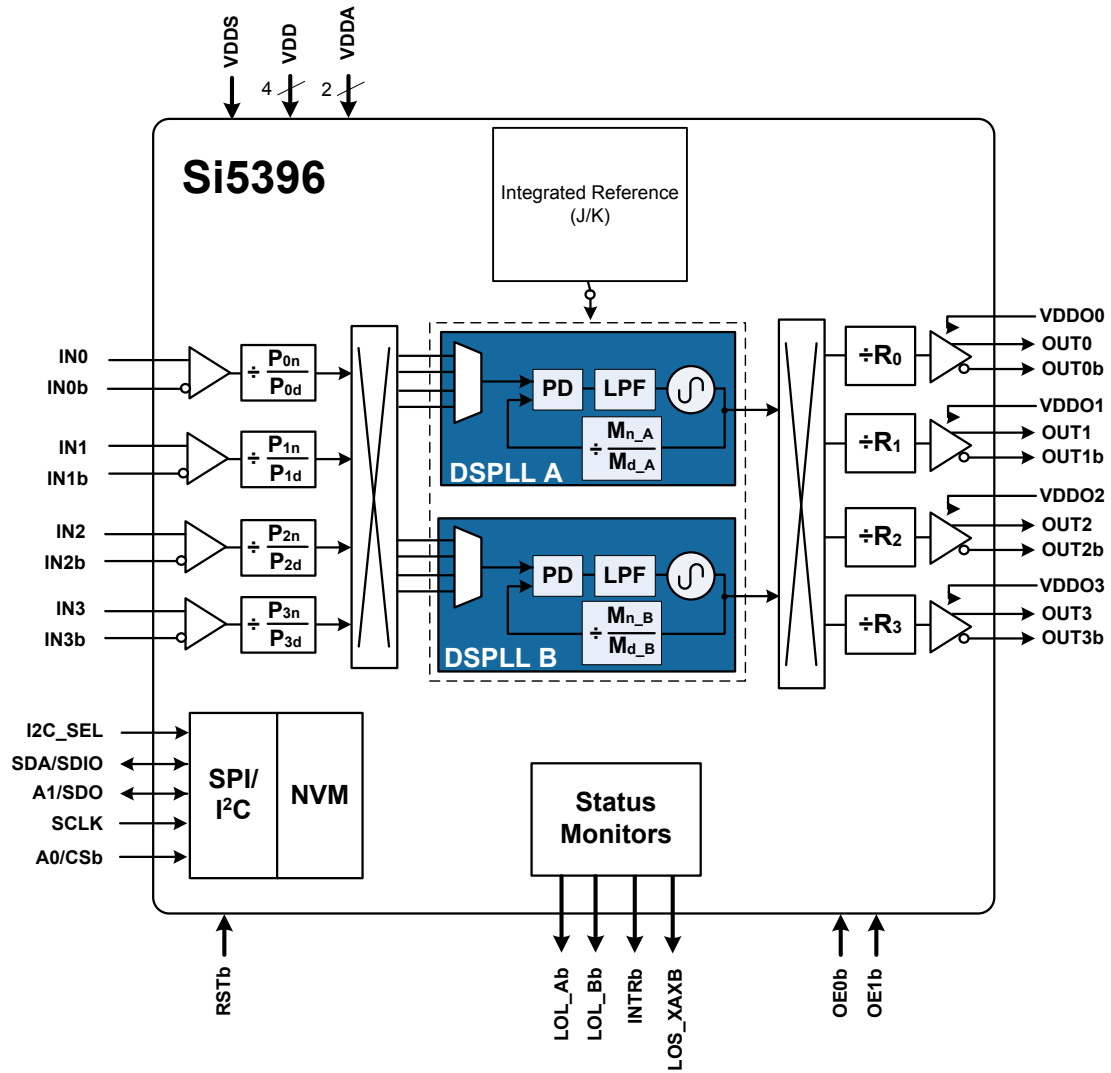 VDDS
VDD
VDDA
4
2
Si5396
Integrated Reference
(J/K)
IN0
IN0b
÷ P0n
P0d
IN1
IN1b
÷ P1n
P1d
IN2
IN2b
÷ P2n
P2d
IN3
IN3b
÷ P3n
P3d
PD
LPF
÷ Mn_A
Md_A
DSPLL A
PD
LPF
÷ Mn_B
Md_B
DSPLL B
÷R0
VDDO0
OUT0
OUT0b
÷R1
VDDO1
OUT1
OUT1b
÷R2
VDDO2
OUT2
OUT2b
÷R3
VDDO3
OUT3
OUT3b
I2C_SEL
SDA/SDIO
A1/SDO
SCLK
A0/CSb
SPI/
I²C
NVM
Status
Monitors
RSTb
LOL_Ab
LOL_Bb
INTRb
LOS_XAXB
OE0b
OE1b